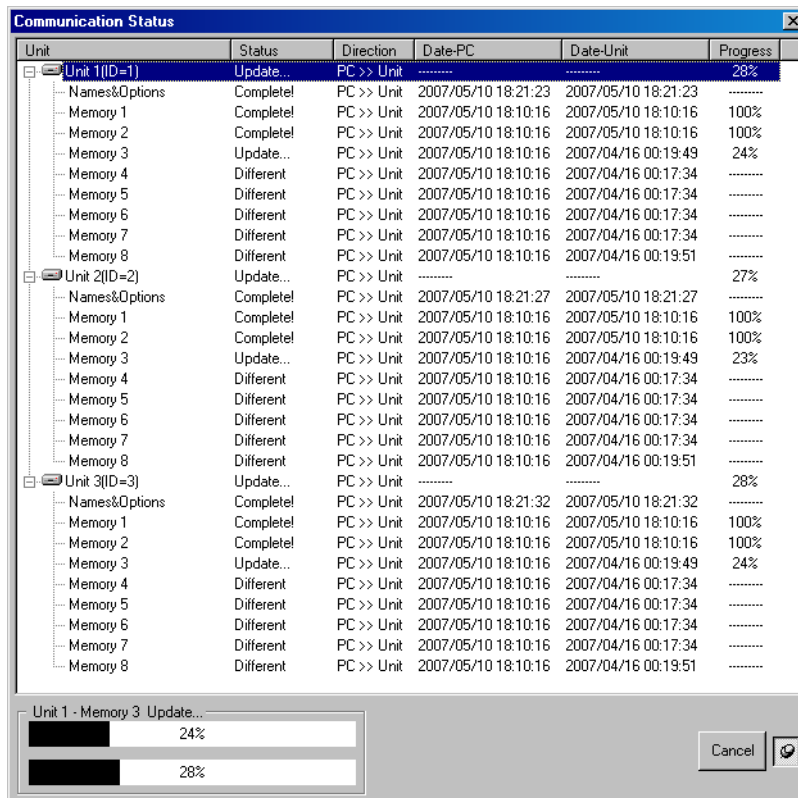 Communication Status
Unit Status Direction Date-PC Date-Unit Progress
Unit 1(ID=1) Update... PC >> Unit --------- --------- 28%
Names&Options Complete! PC >> Unit 2007/05/10 18:21:23 2007/05/10 18:21:23 ---------
Memory 1 Complete! PC >> Unit 2007/05/10 18:10:16 2007/05/10 18:10:16 100%
Memory 2 Complete! PC >> Unit 2007/05/10 18:10:16 2007/05/10 18:10:16 100%
Memory 3 Update... PC >> Unit 2007/05/10 18:10:16 2007/04/16 00:19:49 24%
Memory 4 Different PC >> Unit 2007/05/10 18:10:16 2007/04/16 00:17:34 ---------
Memory 5 Different PC >> Unit 2007/05/10 18:10:16 2007/04/16 00:17:34 ---------
Memory 6 Different PC >> Unit 2007/05/10 18:10:16 2007/04/16 00:17:34 ---------
Memory 7 Different PC >> Unit 2007/05/10 18:10:16 2007/04/16 00:17:34 ---------
Memory 8 Different PC >> Unit 2007/05/10 18:10:16 2007/04/16 00:19:51 ---------
Unit 2(ID=2) Update... PC >> Unit --------- --------- 27%
Names&Options Complete! PC >> Unit 2007/05/10 18:21:27 2007/05/10 18:21:27 ---------
Memory 1 Complete! PC >> Unit 2007/05/10 18:10:16 2007/05/10 18:10:16 100%
Memory 2 Complete! PC >> Unit 2007/05/10 18:10:16 2007/05/10 18:10:16 100%
Memory 3 Update... PC >> Unit 2007/05/10 18:10:16 2007/04/16 00:19:49 23%
Memory 4 Different PC >> Unit 2007/05/10 18:10:16 2007/04/16 00:17:34 ---------
Memory 5 Different PC >> Unit 2007/05/10 18:10:16 2007/04/16 00:17:34 ---------
Memory 6 Different PC >> Unit 2007/05/10 18:10:16 2007/04/16 00:17:34 ---------
Memory 7 Different PC >> Unit 2007/05/10 18:10:16 2007/04/16 00:17:34 ---------
Memory 8 Different PC >> Unit 2007/05/10 18:10:16 2007/04/16 00:19:51 ---------
Unit 3(ID=3) Update... PC >> Unit --------- --------- 28%
Names&Options Complete! PC >> Unit 2007/05/10 18:21:32 2007/05/10 18:21:32 ---------
Memory 1 Complete! PC >> Unit 2007/05/10 18:10:16 2007/05/10 18:10:16 100%
Memory 2 Complete! PC >> Unit 2007/05/10 18:10:16 2007/05/10 18:10:16 100%
Memory 3 Update... PC >> Unit 2007/05/10 18:10:16 2007/04/16 00:19:49 24%
Memory 4 Different PC >> Unit 2007/05/10 18:10:16 2007/04/16 00:17:34 ---------
Memory 5 Different PC >> Unit 2007/05/10 18:10:16 2007/04/16 00:17:34 ---------
Memory 6 Different PC >> Unit 2007/05/10 18:10:16 2007/04/16 00:17:34 ---------
Memory 7 Different PC >> Unit 2007/05/10 18:10:16 2007/04/16 00:17:34 ---------
Memory 8 Different PC >> Unit 2007/05/10 18:10:16 2007/04/16 00:19:51 ---------
Unit 1 - Memory 3 Update...
24%
Cancel
28%